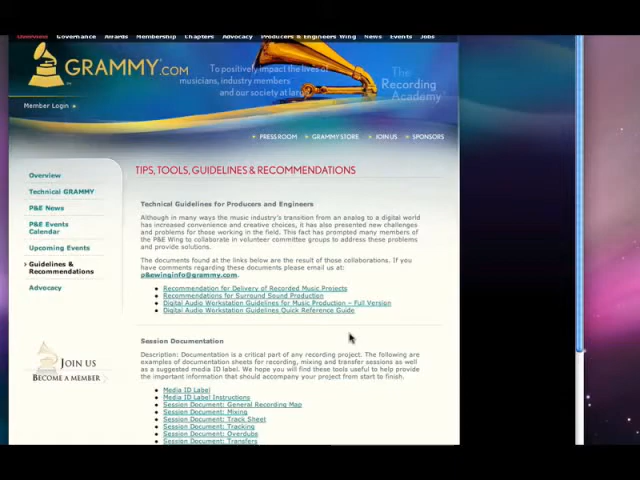 Overview Governance Awards Membership Chapters Advocacy Producers & Engineers Wing News Events Jobs
GRAMMY.COM
To positively impact the lives of
musicians, industry members
and our society at large
The
Recording
Academy
Member Login
PRESS ROOM GRAMMY STORE JOIN US SPONSORS
Overview
Technical GRAMMY
P&E News
P&E Events
Calendar
Upcoming Events
Guidelines &
Recommendations
Advocacy
JOIN US
BECOME A MEMBER
TIPS, TOOLS, GUIDELINES & RECOMMENDATIONS
Technical Guidelines for Producers and Engineers
Although in many ways the music industry's transition from an analog to a digital world
has increased convenience and creative choices, it has also presented new challenges
and problems for those working in the field. This fact has prompted many members of
the P&E Wing to collaborate in volunteer committee groups to address these problems
and provide solutions.
The documents found at the links below are the result of those collaborations. If you
have comments regarding these documents please email us at:
p&ewinginfo@grammy.com.
Recommendation for Delivery of Recorded Music Projects
Recommendations for Surround Sound Production
Digital Audio Workstation Guidelines for Music Production – Full Version
Digital Audio Workstation Guidelines Quick Reference Guide
Session Documentation
Description: Documentation is a critical part of any recording project. The following are
examples of documentation sheets for recording, mixing and transfer sessions as well
as a suggested media ID label. We hope you will find these tools useful to help provide
the important information that should accompany your project from start to finish.
Media ID Label
Media ID Label Instructions
Session Document: General Recording Map
Session Document: Mixing
Session Document: Track Sheet
Session Document: Tracking
Session Document: Overdubs
Session Document: Transfers